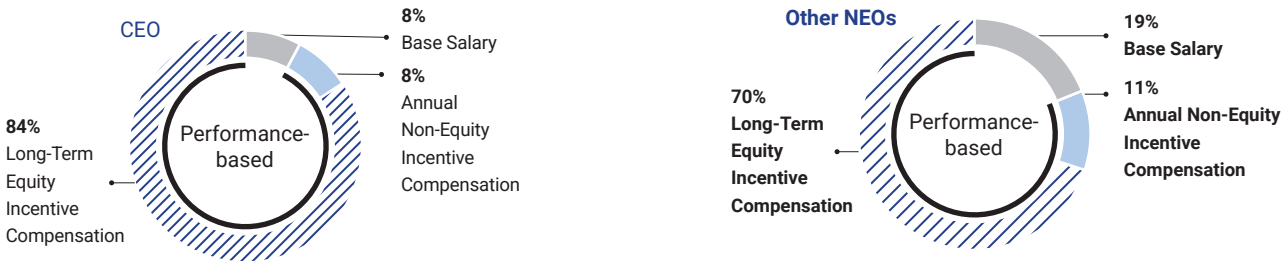 CEO
8%
Base Salary
8%
Annual
Non-Equity
Incentive
Compensation
84%
Long-Term
Equity
Incentive
Compensation
Performance-
based
Other NEOs
19%
Base Salary
11%
Annual Non-Equity
Incentive
Compensation
70%
Long-Term
Equity
Incentive
Compensation
Performance-
based